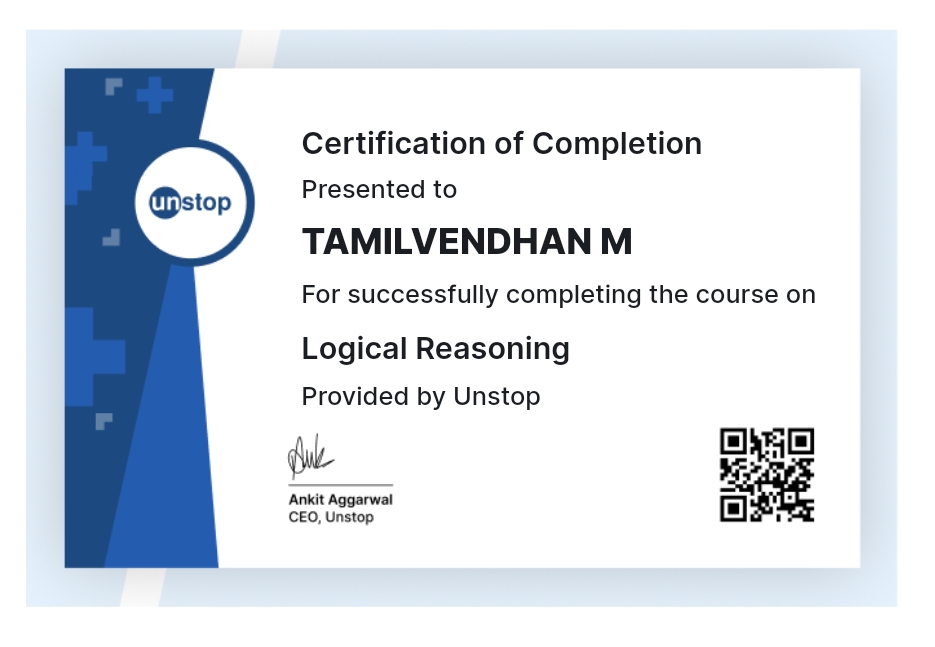 unstop
Certification of Completion
Presented to
TAMILVENDHAN M
For successfully completing the course on
Logical Reasoning
Provided by Unstop
Ankit Aggarwal
CEO, Unstop